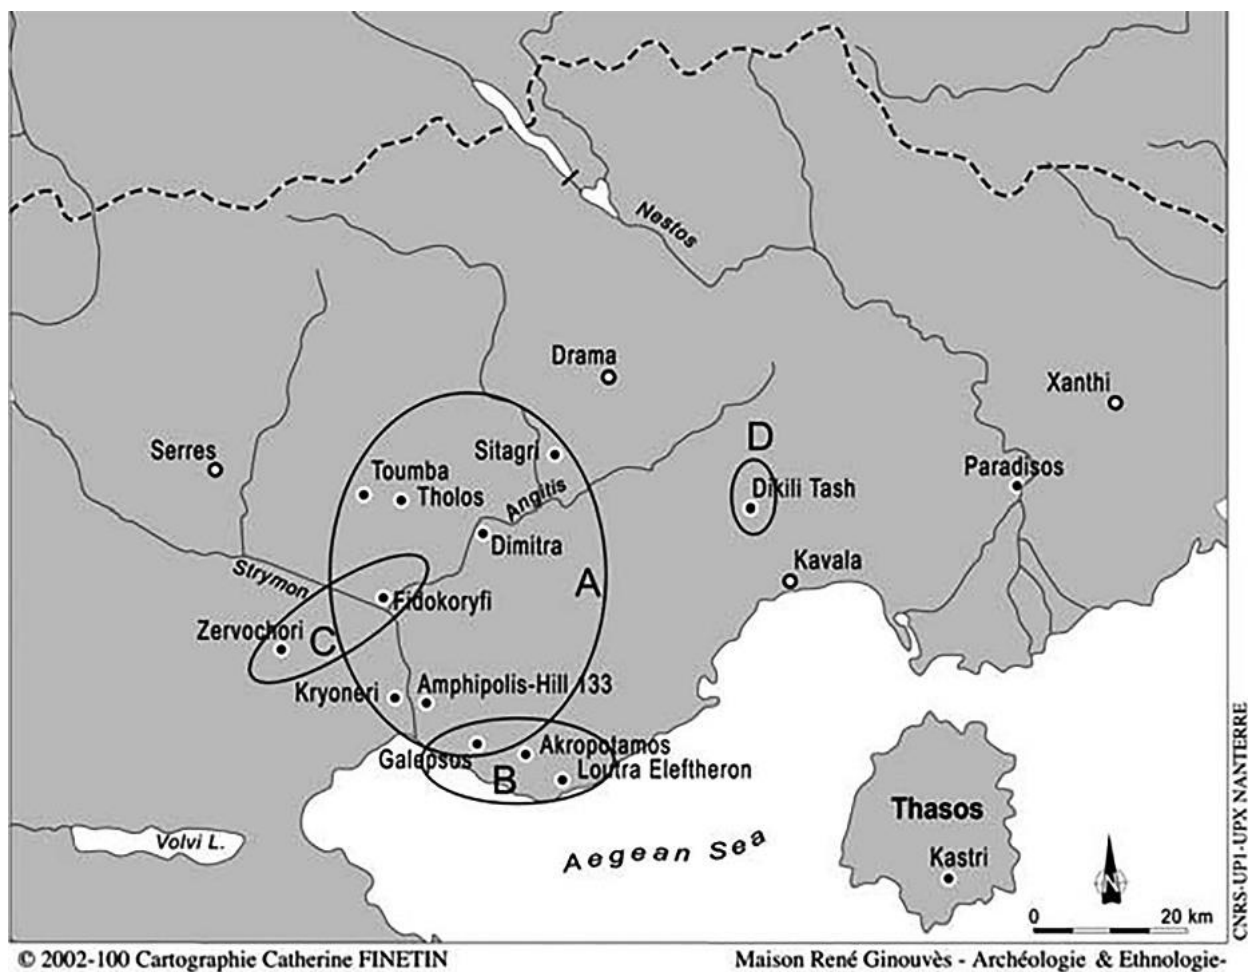 Nestos
Drama
Xanthi
D
Serres
Sitagri
Toumba
Tholos
Angitis
Dikili Tash
Paradisos
Dimitra
Kavala
Strymon
A
Fidokoryfi
Zervochori
C
Kryoneri
Amphipolis-Hill 133
Galepsos
Akropotamos
B
Loutra Eleftheron
Thasos
Volvi L.
Aegean Sea
Kastri
N
0
20 km
CNRS-UP1-UPX NANTERRE
© 2002-100 Cartographie Catherine FINETIN
Maison René Ginouvès - Archéologie & Ethnologie-